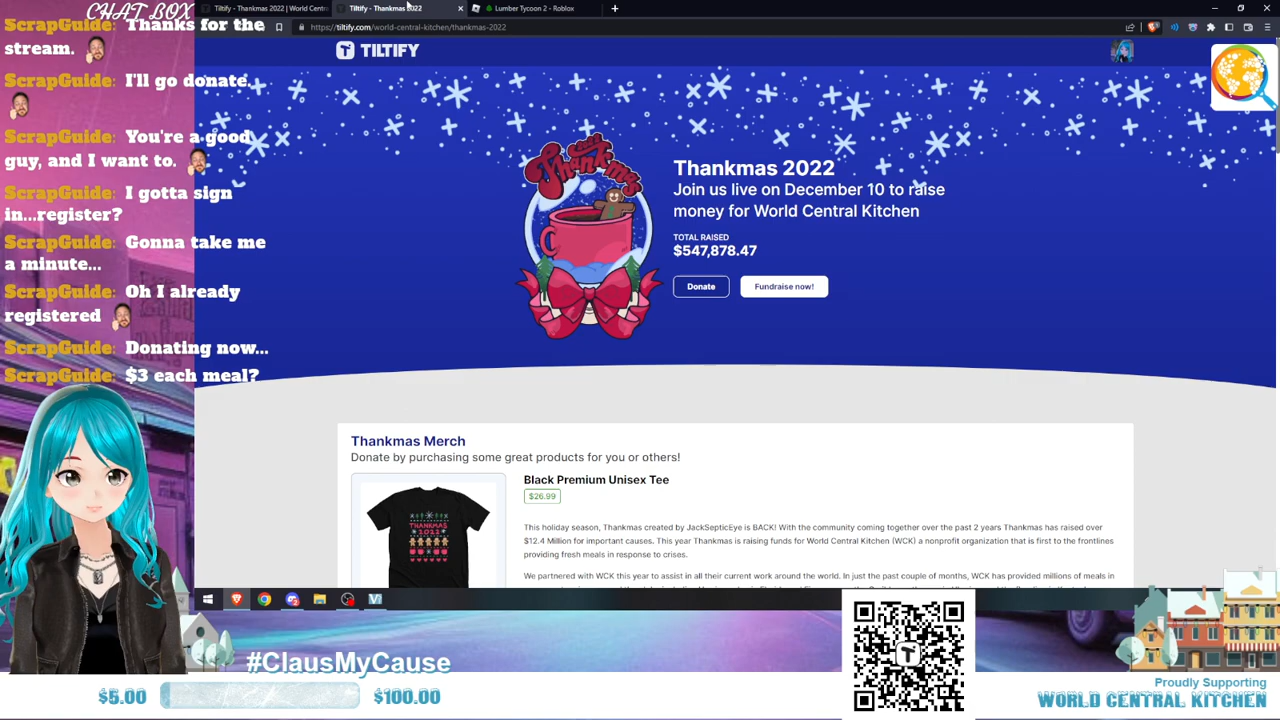 CHAT BOX
ScrapGuide: Thanks for the
stream.
ScrapGuide: I'll go donate.
ScrapGuide: You're a good
guy, and I want to.
ScrapGuide: I gotta sign
in...register?
ScrapGuide: Gonna take me
a minute...
ScrapGuide: Oh I already
registered
ScrapGuide: Donating now...
ScrapGuide: $3 each meal?
Tiltify - Thankmas 2022 | World Centr
Tiltify - Thankmas 2022
Lumber Tycoon 2 - Roblox
https://tiltify.com/world-central-kitchen/thankmas-2022
TILTIFY
Thankmas
Thankmas 2022
Join us live on December 10 to raise
money for World Central Kitchen
TOTAL RAISED
$547,878.47
Donate
Fundraise now!
Thankmas Merch
Donate by purchasing some great products for you or others!
Black Premium Unisex Tee
$26.99
THANKMAS
2022
This holiday season, Thankmas created by JackSepticEye is BACK! With the community coming together over the past 2 years Thankmas has raised over
$12.4 Million for important causes. This year Thankmas is raising funds for World Central Kitchen (WCK) a nonprofit organization that is first to the frontlines
providing fresh meals in response to crises.
We partnered with WCK this year to assist in all their current work around the world. In just the past couple of months, WCK has provided millions of meals in
#ClausMyCause
$5.00
$100.00
Proudly Supporting
WORLD CENTRAL KITCHEN